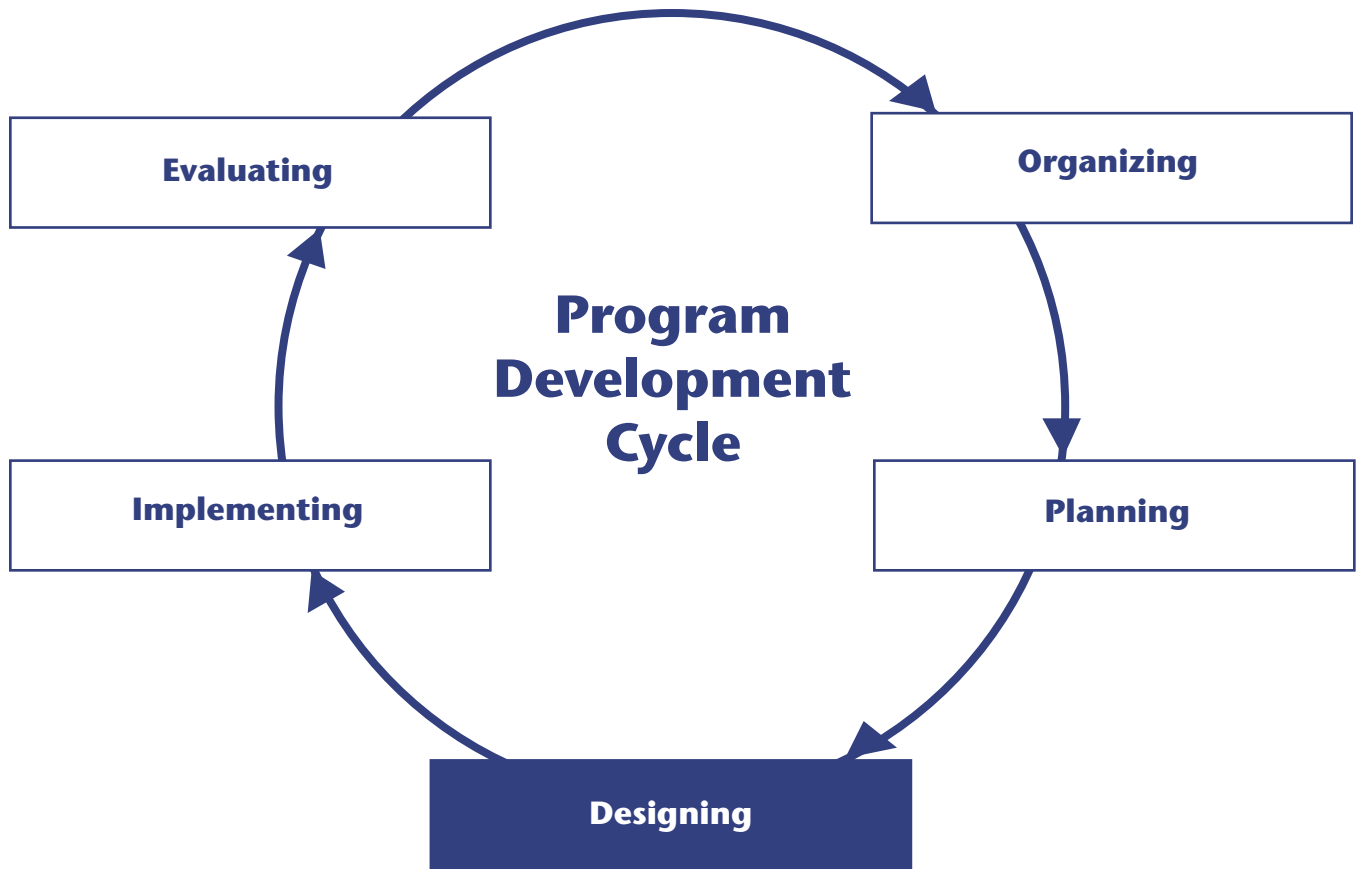 Evaluating
Organizing
Program
Development
Cycle
Implementing
Planning
Designing